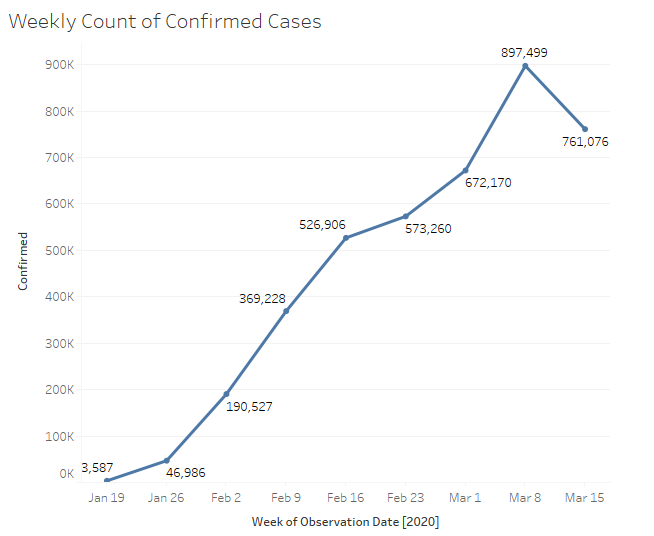 Weekly Count of Confirmed Cases
897,499
900K
800K
761,076
700K
672,170
600K
526,906
573,260
500K
Confirmed
400K
369,228
300K
200K
190,527
100K
3,587
46,986
0K
Jan 19 Jan 26 Feb 2 Feb 9 Feb 16 Feb 23 Mar 1 Mar 8 Mar 15
Week of Observation Date [2020]